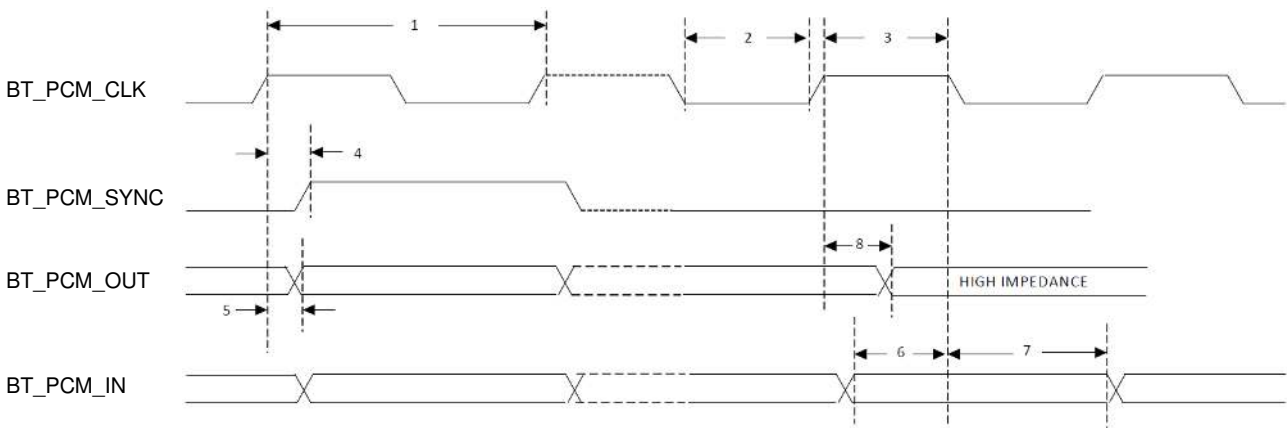 1
2
3
BT_PCM_CLK
4
BT_PCM_SYNC
8
BT_PCM_OUT
HIGH IMPEDANCE
5
6
7
BT_PCM_IN